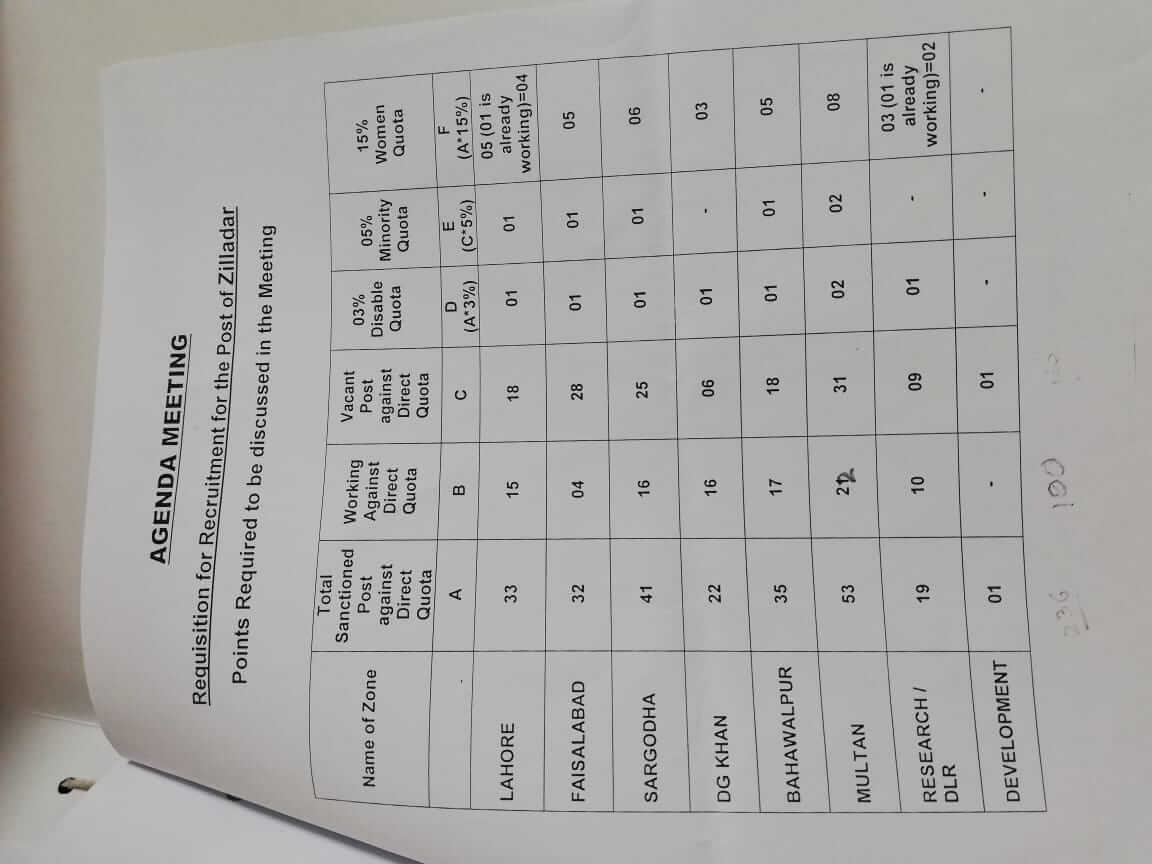 AGENDA MEETING
Requisition for Recruitment for the Post of Zilladar
Points Required to be discussed in the Meeting
Name of Zone | Total Sanctioned Post against Direct Quota | Working Against Direct Quota | Vacant Post against Direct Quota | 03% Disable Quota | 05% Minority Quota | 15% Women Quota
A | B | C | D (A*3%) | E (C*5%) | F (A*15%)
LAHORE | 33 | 15 | 18 | 01 | 01 | 05 (01 is already working)=04
FAISALABAD | 32 | 04 | 28 | 01 | 01 | 05
SARGODHA | 41 | 16 | 25 | 01 | 01 | 06
DG KHAN | 22 | 16 | 06 | 01 | - | 03
BAHAWALPUR | 35 | 17 | 18 | 01 | 01 | 05
MULTAN | 53 | 22 | 31 | 02 | 02 | 08
RESEARCH / DLR | 19 | 10 | 09 | 01 | - | 03 (01 is already working)=02
DEVELOPMENT | 01 | - | 01 | - | - | -
236 100